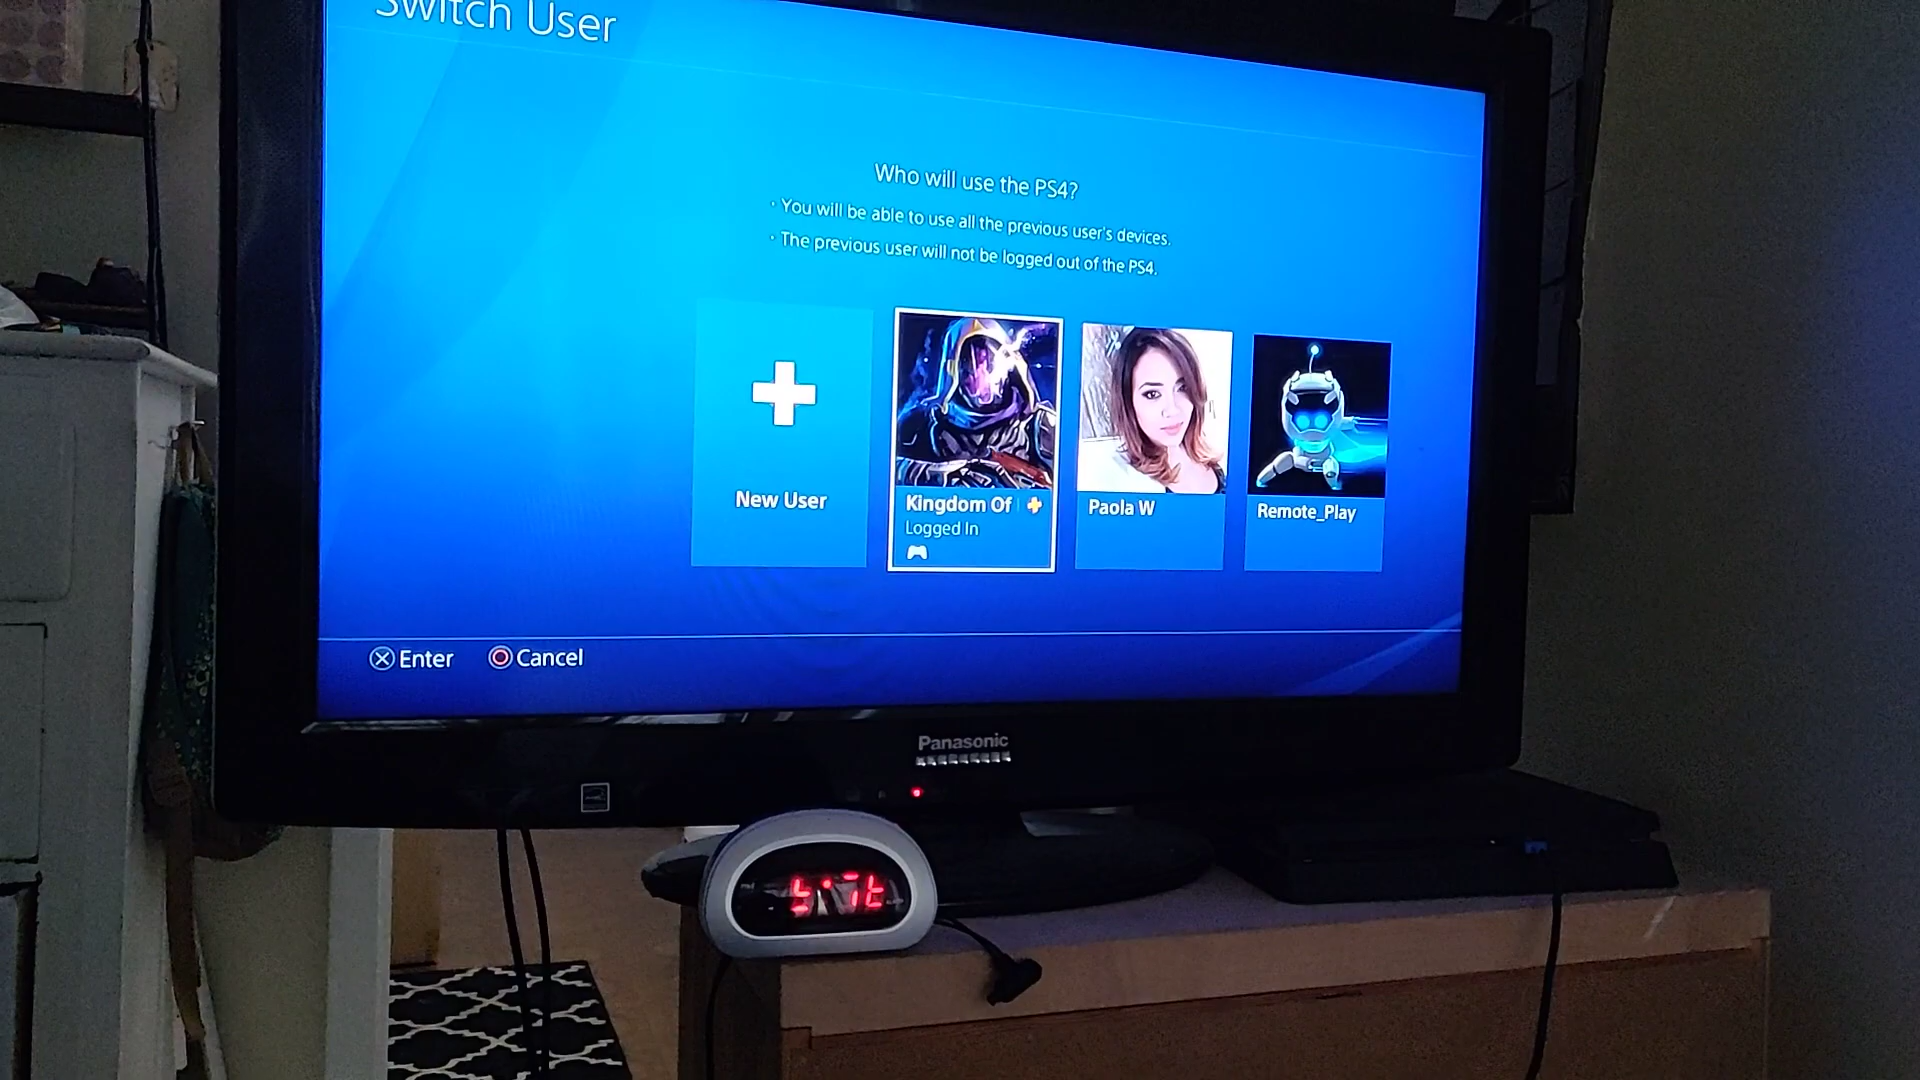 Switch User
Who will use the PS4?
· You will be able to use all the previous user's devices.
· The previous user will not be logged out of the PS4.
New User
Kingdom Of
Logged In
Paola W
Remote_Play
Enter
Cancel
Panasonic